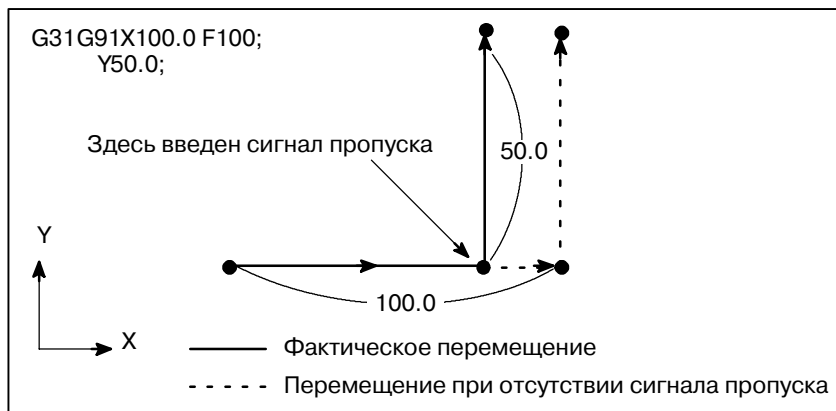 G31G91X100.0 F100;
Y50.0;
Здесь введен сигнал пропуска
50.0
Y
100.0
X
Фактическое перемещение
Перемещение при отсутствии сигнала пропуска